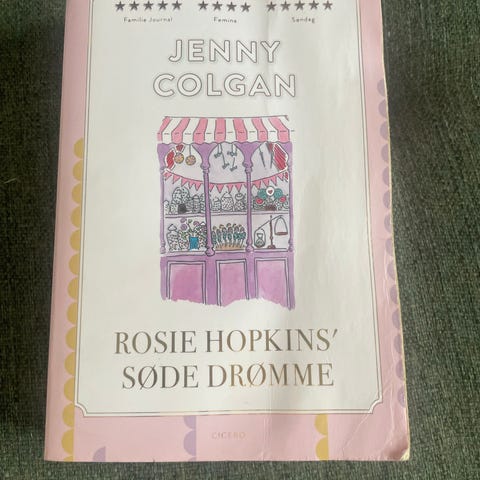 ★★★★★ ★★★★ ★★★★★
Familie Journal Femina Søndag
JENNY
COLGAN
ROSIE HOPKINS'
SØDE DRØMME
CICERO